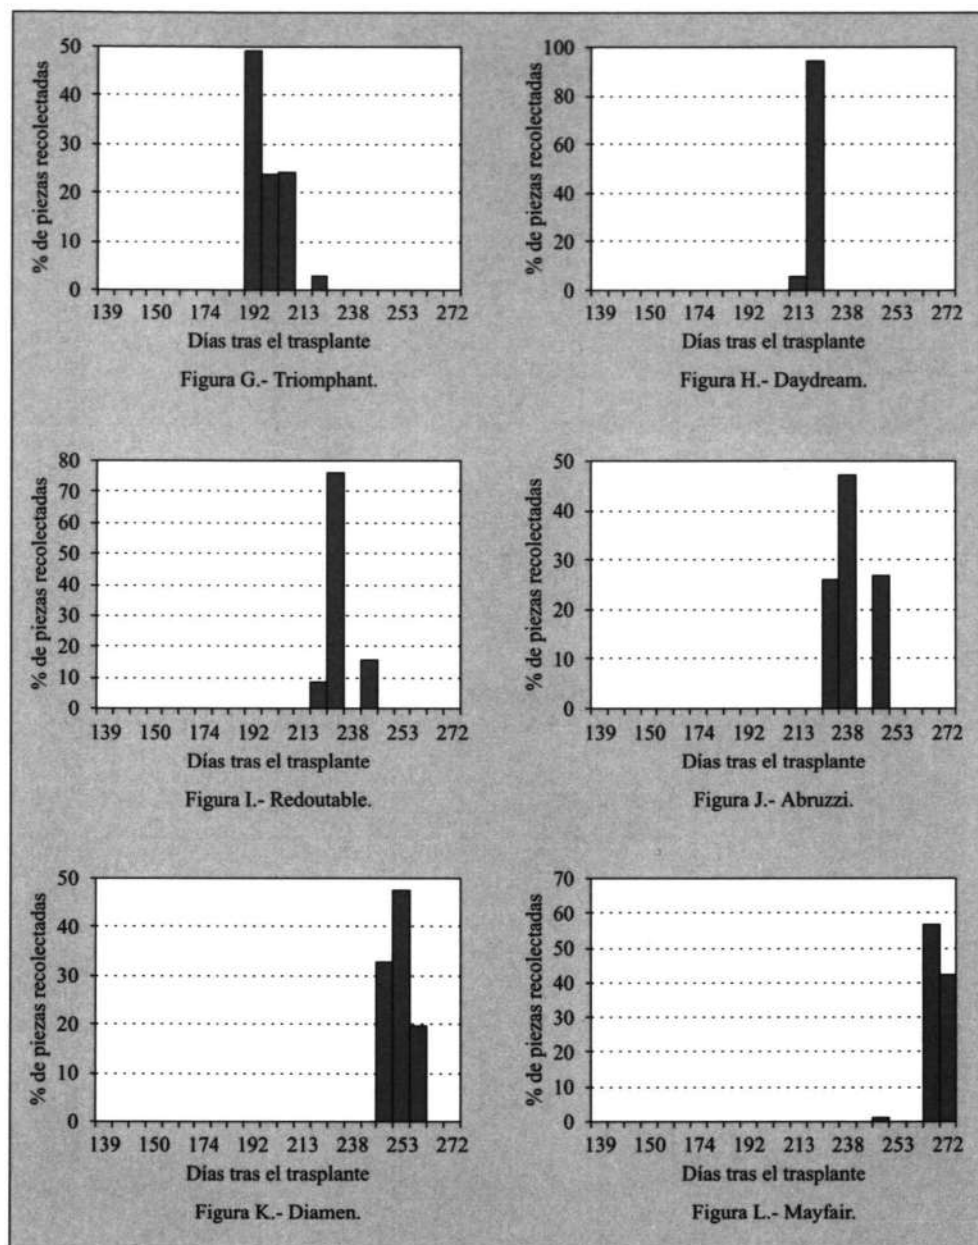 % de piezas recolectadas
50
40
30
20
10
0
139 150 174 192 213 238 253 272
Días tras el trasplante
Figura G.- Triomphant.
% de piezas recolectadas
100
80
60
40
20
0
139 150 174 192 213 238 253 272
Días tras el trasplante
Figura H.- Daydream.
% de piezas recolectadas
80
70
60
50
40
30
20
10
0
139 150 174 192 213 238 253 272
Días tras el trasplante
Figura I.- Redoutable.
% de piezas recolectadas
50
40
30
20
10
0
139 150 174 192 213 238 253 272
Días tras el trasplante
Figura J.- Abruzzi.
% de piezas recolectadas
50
40
30
20
10
0
139 150 174 192 213 238 253 272
Días tras el trasplante
Figura K.- Diamen.
% de piezas recolectadas
70
60
50
40
30
20
10
0
139 150 174 192 213 238 253 272
Días tras el trasplante
Figura L.- Mayfair.